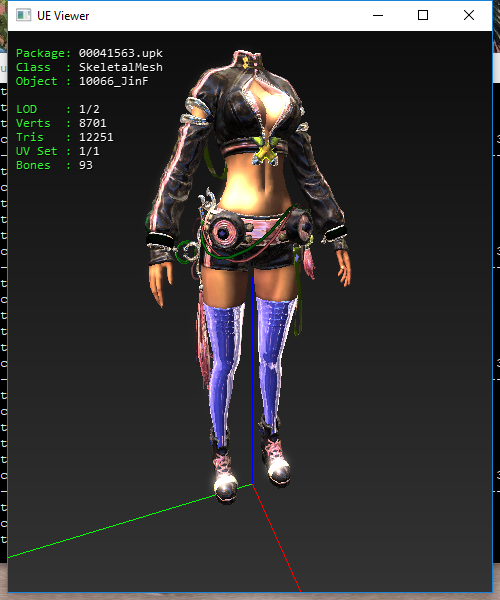 UE Viewer
Package: 00041563.upk
Class : SkeletalMesh
Object : 10066_JinF
LOD : 1/2
Verts : 8701
Tris : 12251
UV Set : 1/1
Bones : 93